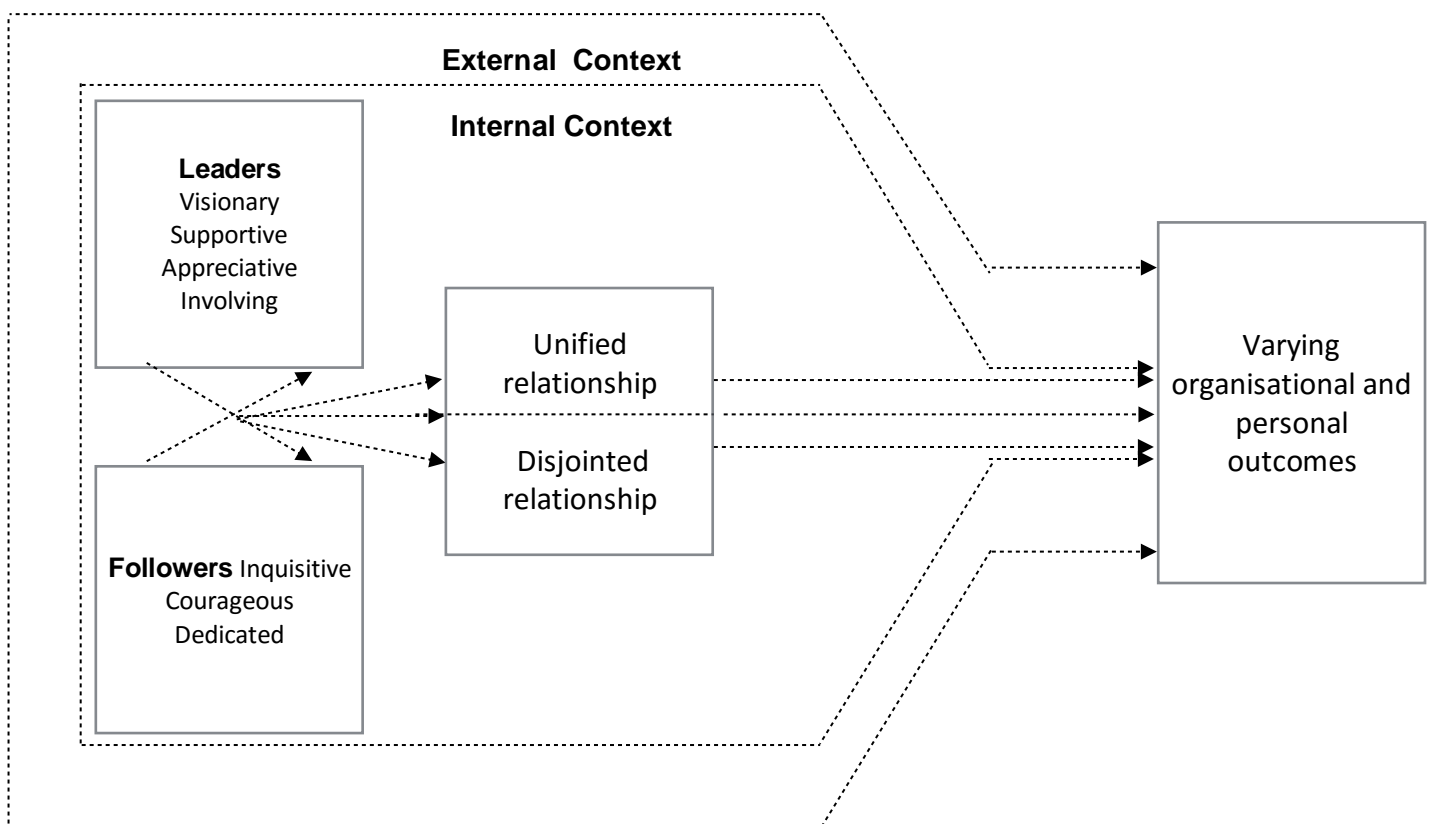 External  Context
Internal Context
Leaders
Visionary
Supportive
Appreciative
Involving
Unified
relationship
Disjointed
relationship
Followers Inquisitive
Courageous
Dedicated
Varying
organisational and
personal
outcomes